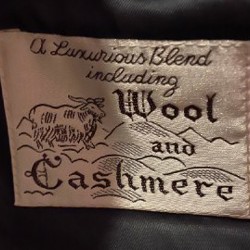 a Luxurious Blend
including
Wool
and
Cashmere